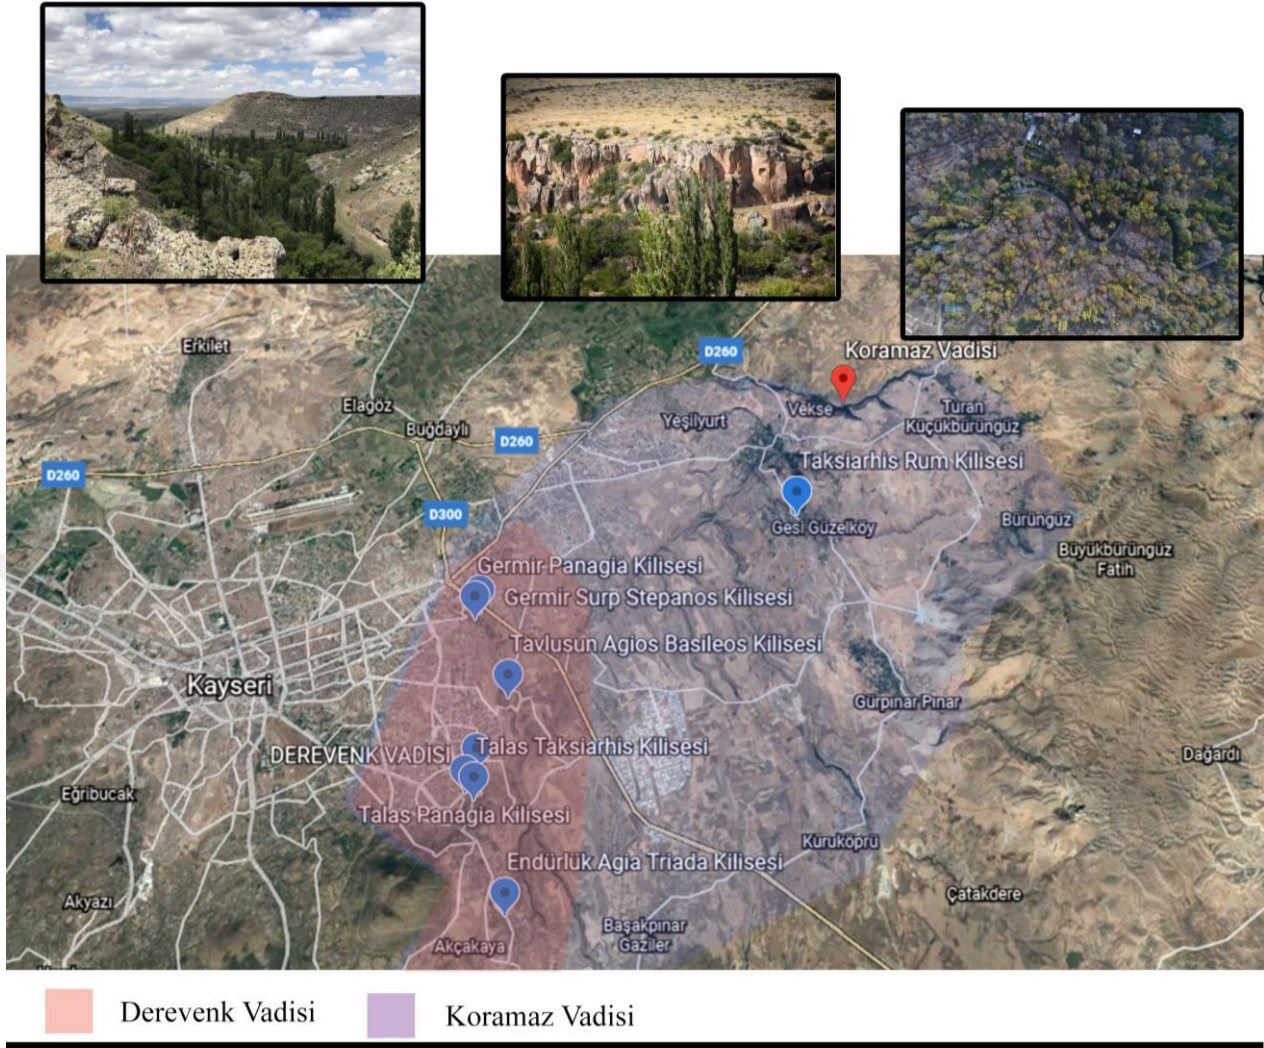 Koramaz Vadisi
D260
Erkilet
Vekse
Turan
Küçükbürüngüz
Elagöz
Yeşilyurt
Buğdaylı
D260
D260
Taksiarhis Rum Kilisesi
D300
Gesi Güzelköy
Bürüngüz
Büyükbürüngüz
Fatih
Germir Panagia Kilisesi
Germir Surp Stepanos Kilisesi
Tavlusun Agios Basileos Kilisesi
Kayseri
Gürpınar Pınar
DEREVENK VADİSİ
Talas Taksiarhis Kilisesi
Dağardı
Eğribucak
Talas Panagia Kilisesi
Kuruköprü
Endürlük Agia Triada Kilisesi
Akyazı
Çatakdere
Başakpınar
Gaziler
Akçakaya
Derevenk Vadisi
Koramaz Vadisi